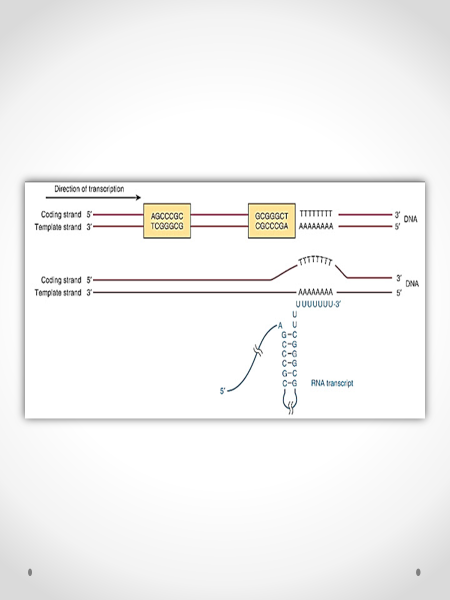 Direction of transcription
Coding strand 5′ AGCCCGC GCGGGCT TTTTTTTT 3′
DNA
Template strand 3′ TCGGGCG CGCCCGA AAAAAAAA 5′
TTTTTTT
Coding strand 5′ 3′
DNA
Template strand 3′ AAAAAAAA 5′
UUUUUUU-3′
U
A U
G–C
C–G
C–G
C–G
G–C
C–G
5′
RNA transcript